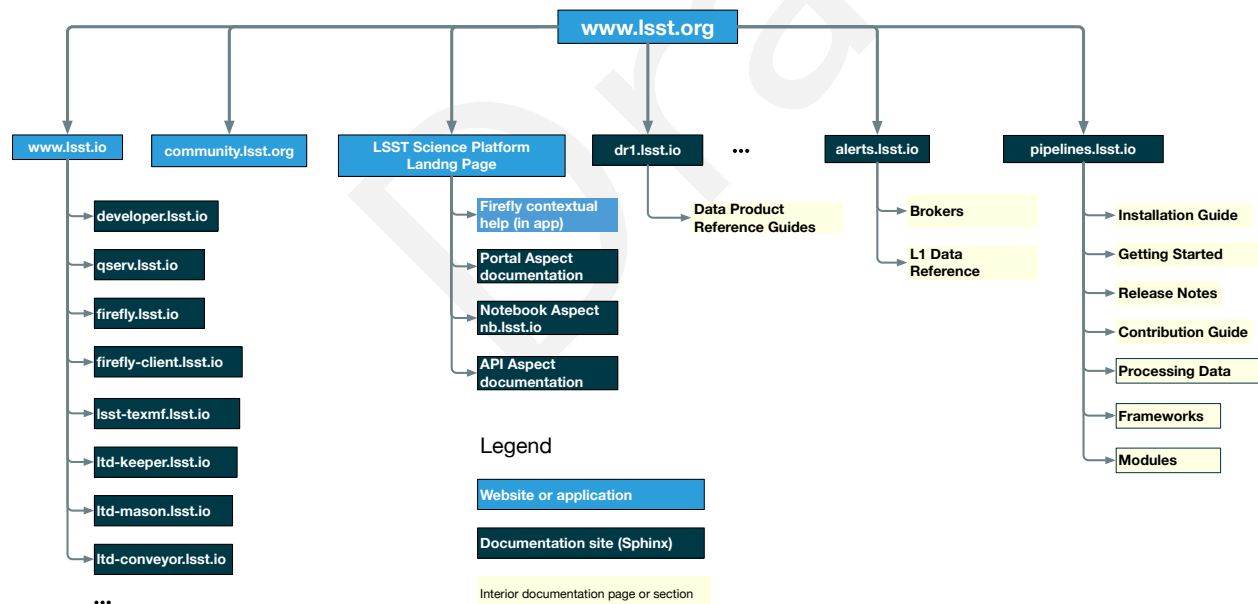 www.lsst.org
www.lsst.io
community.lsst.org
LSST Science Platform
Landng Page
dr1.lsst.io
...
alerts.lsst.io
pipelines.lsst.io
developer.lsst.io
qserv.lsst.io
firefly.lsst.io
firefly-client.lsst.io
lsst-texmf.lsst.io
ltd-keeper.lsst.io
ltd-mason.lsst.io
ltd-conveyor.lsst.io
...
Firefly contextual
help (in app)
Portal Aspect
documentation
Notebook Aspect
nb.lsst.io
API Aspect
documentation
Data Product
Reference Guides
Brokers
L1 Data
Reference
Installation Guide
Getting Started
Release Notes
Contribution Guide
Processing Data
Frameworks
Modules
Legend
Website or application
Documentation site (Sphinx)
Interior documentation page or section